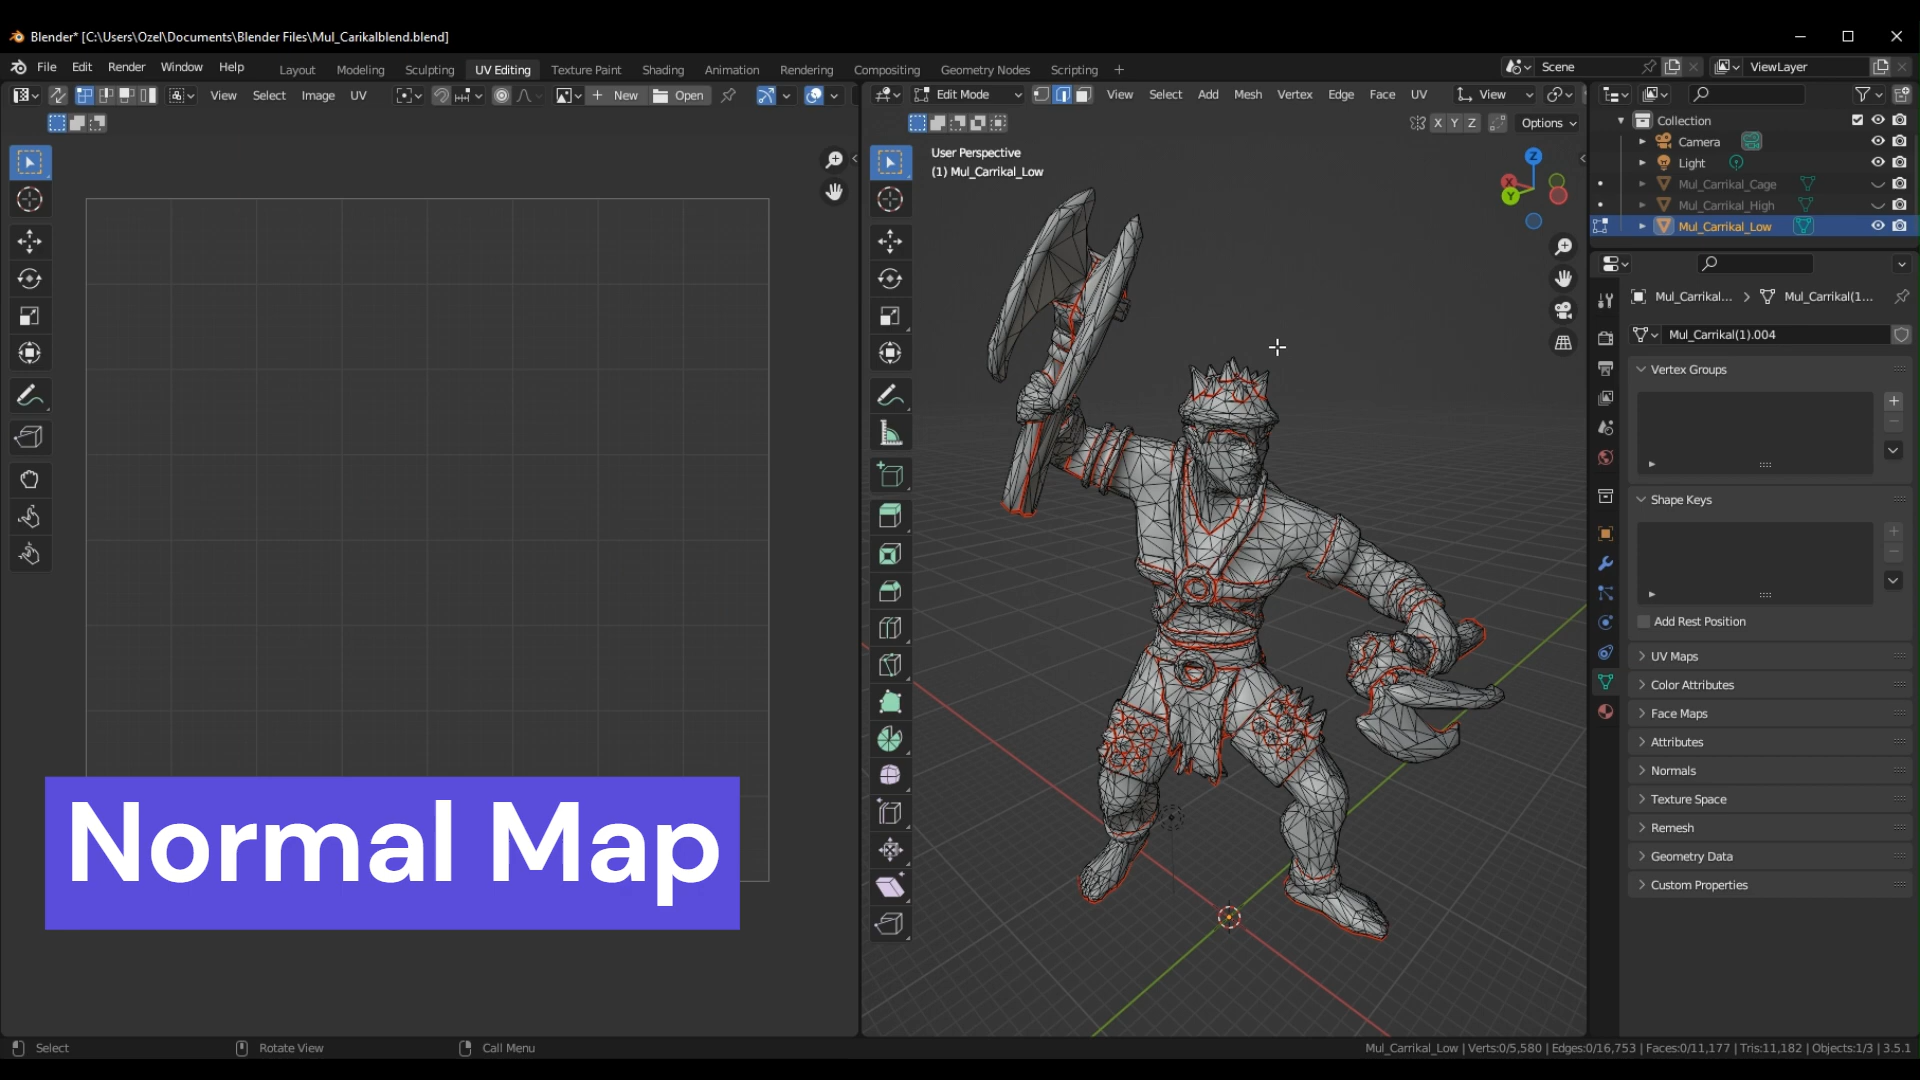 Blender* [C:\Users\Ozel\Documents\Blender Files\Mul_Carikalblend.blend]
File Edit Render Window Help
Layout Modeling Sculpting UV Editing Texture Paint Shading Animation Rendering Compositing Geometry Nodes Scripting +
Scene
ViewLayer
View Select Image UV
+ New
Open
Edit Mode
View Select Add Mesh Vertex Edge Face UV
View
X Y Z
Options
User Perspective
(1) Mul_Carrikal_Low
Z
X
Y
Collection
Camera
Light
Mul_Carrikal_Cage
Mul_Carrikal_High
Mul_Carrikal_Low
Mul_Carrikal... > Mul_Carrikal(1...
Mul_Carrikal(1).004
Vertex Groups
Shape Keys
Add Rest Position
UV Maps
Color Attributes
Face Maps
Attributes
Normals
Texture Space
Remesh
Geometry Data
Custom Properties
Normal Map
Select
Rotate View
Call Menu
Mul_Carrikal_Low | Verts:0/5,580 | Edges:0/16,753 | Faces:0/11,177 | Tris:11,182 | Objects:1/3 | 3.5.1